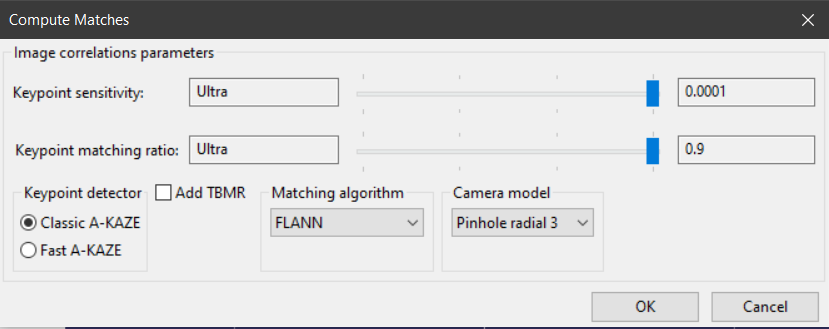 Compute Matches
Image correlations parameters
Keypoint sensitivity: Ultra 0.0001
Keypoint matching ratio: Ultra 0.9
Keypoint detector Add TBMR Matching algorithm Camera model
Classic A-KAZE FLANN Pinhole radial 3
Fast A-KAZE
OK Cancel